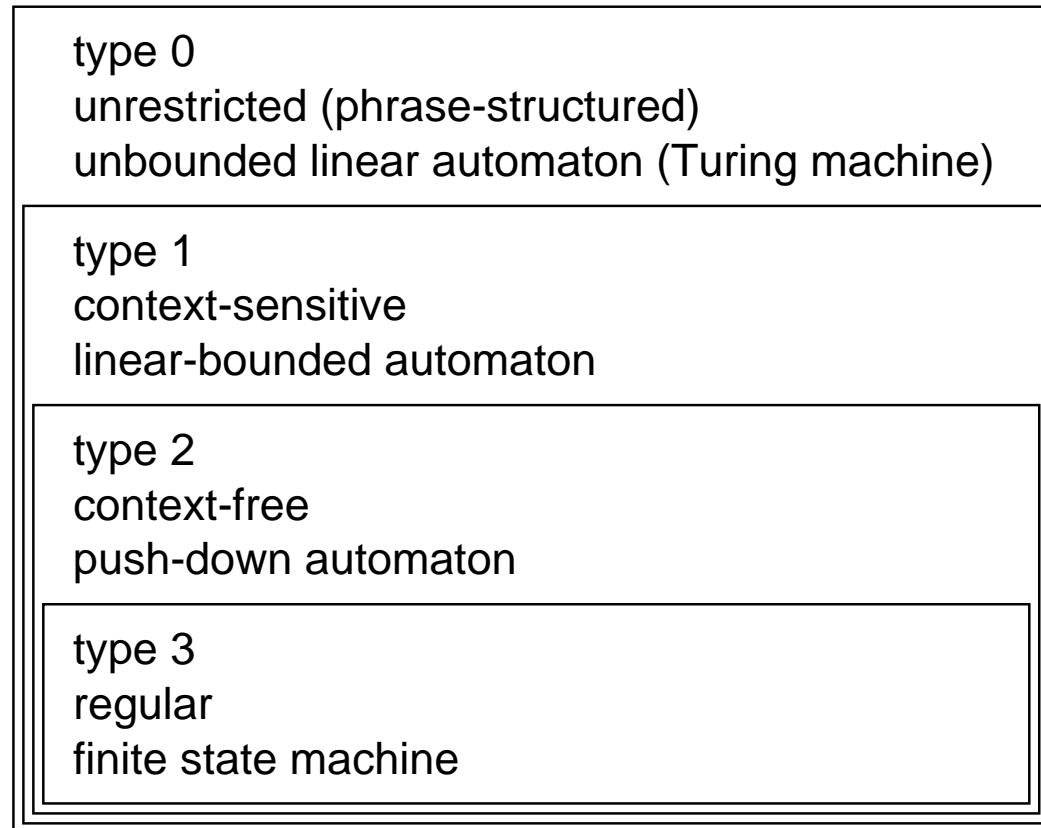 type 0
unrestricted (phrase-structured)
unbounded linear automaton (Turing machine)
type 1
context-sensitive
linear-bounded automaton
type 2
context-free
push-down automaton
type 3
regular
finite state machine